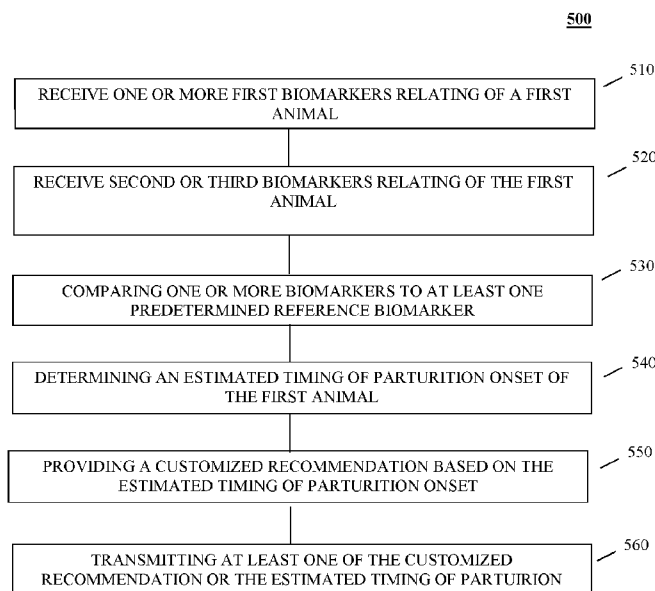 500
510
RECEIVE ONE OR MORE FIRST BIOMARKERS RELATING OF A FIRST
ANIMAL
520
RECEIVE SECOND OR THIRD BIOMARKERS RELATING OF THE FIRST
ANIMAL
530
COMPARING ONE OR MORE BIOMARKERS TO AT LEAST ONE
PREDETERMINED REFERENCE BIOMARKER
540
DETERMINING AN ESTIMATED TIMING OF PARTURITION ONSET OF
THE FIRST ANIMAL
550
PROVIDING A CUSTOMIZED RECOMMENDATION BASED ON THE
ESTIMATED TIMING OF PARTURITION ONSET
560
TRANSMITTING AT LEAST ONE OF THE CUSTOMIZED
RECOMMENDATION OR THE ESTIMATED TIMING OF PARTUIRION